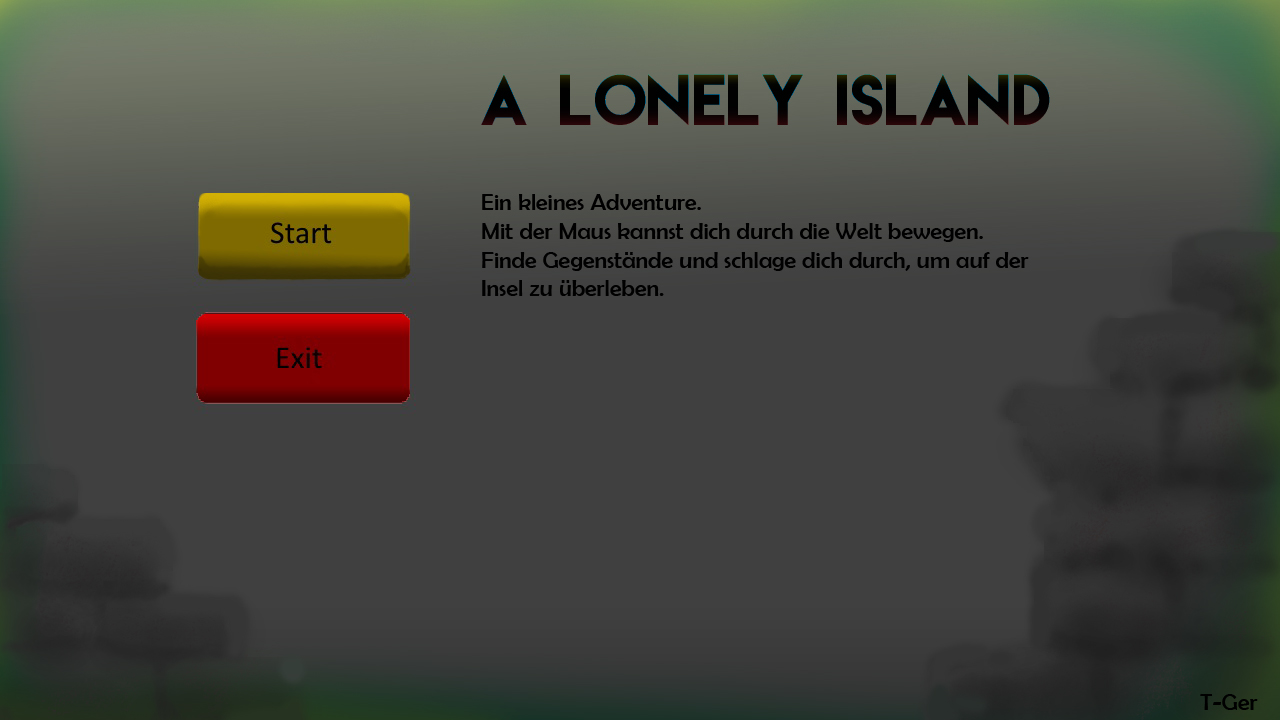 A LONELY ISLAND
Start
Ein kleines Adventure.
Mit der Maus kannst dich durch die Welt bewegen.
Finde Gegenstände und schlage dich durch, um auf der
Insel zu überleben.
Exit
T-Ger